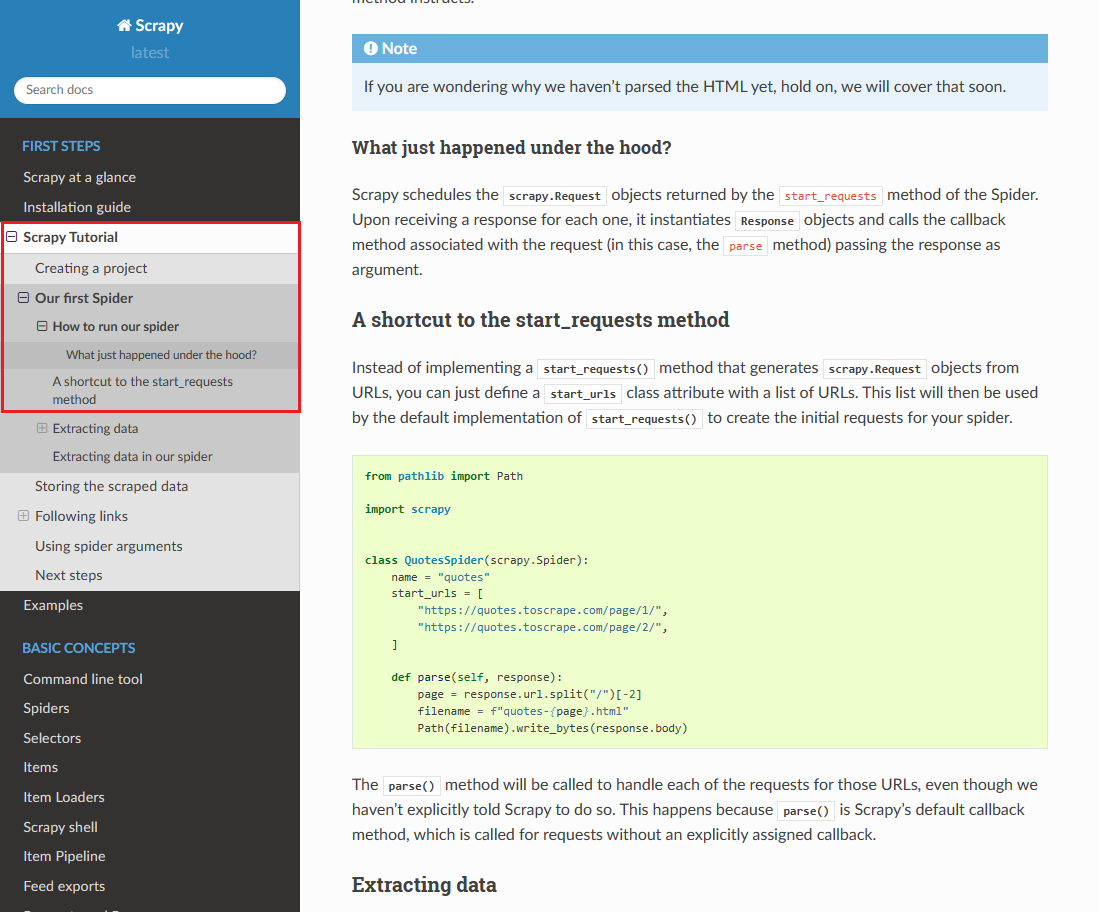 Scrapy
latest
Search docs
FIRST STEPS
Scrapy at a glance
Installation guide
Scrapy Tutorial
Creating a project
Our first Spider
How to run our spider
What just happened under the hood?
A shortcut to the start_requests
method
Extracting data
Extracting data in our spider
Storing the scraped data
Following links
Using spider arguments
Next steps
Examples
BASIC CONCEPTS
Command line tool
Spiders
Selectors
Items
Item Loaders
Scrapy shell
Item Pipeline
Feed exports
method instructs.
Note
If you are wondering why we haven’t parsed the HTML yet, hold on, we will cover that soon.
What just happened under the hood?
Scrapy schedules the scrapy.Request objects returned by the start_requests method of the Spider.
Upon receiving a response for each one, it instantiates Response objects and calls the callback
method associated with the request (in this case, the parse method) passing the response as
argument.
A shortcut to the start_requests method
Instead of implementing a start_requests() method that generates scrapy.Request objects from
URLs, you can just define a start_urls class attribute with a list of URLs. This list will then be used
by the default implementation of start_requests() to create the initial requests for your spider.
from pathlib import Path
import scrapy
class QuotesSpider(scrapy.Spider):
    name = "quotes"
    start_urls = [
        "https://quotes.toscrape.com/page/1/",
        "https://quotes.toscrape.com/page/2/",
    ]
    def parse(self, response):
        page = response.url.split("/")[-2]
        filename = f"quotes-{page}.html"
        Path(filename).write_bytes(response.body)
The parse() method will be called to handle each of the requests for those URLs, even though we
haven’t explicitly told Scrapy to do so. This happens because parse() is Scrapy’s default callback
method, which is called for requests without an explicitly assigned callback.
Extracting data